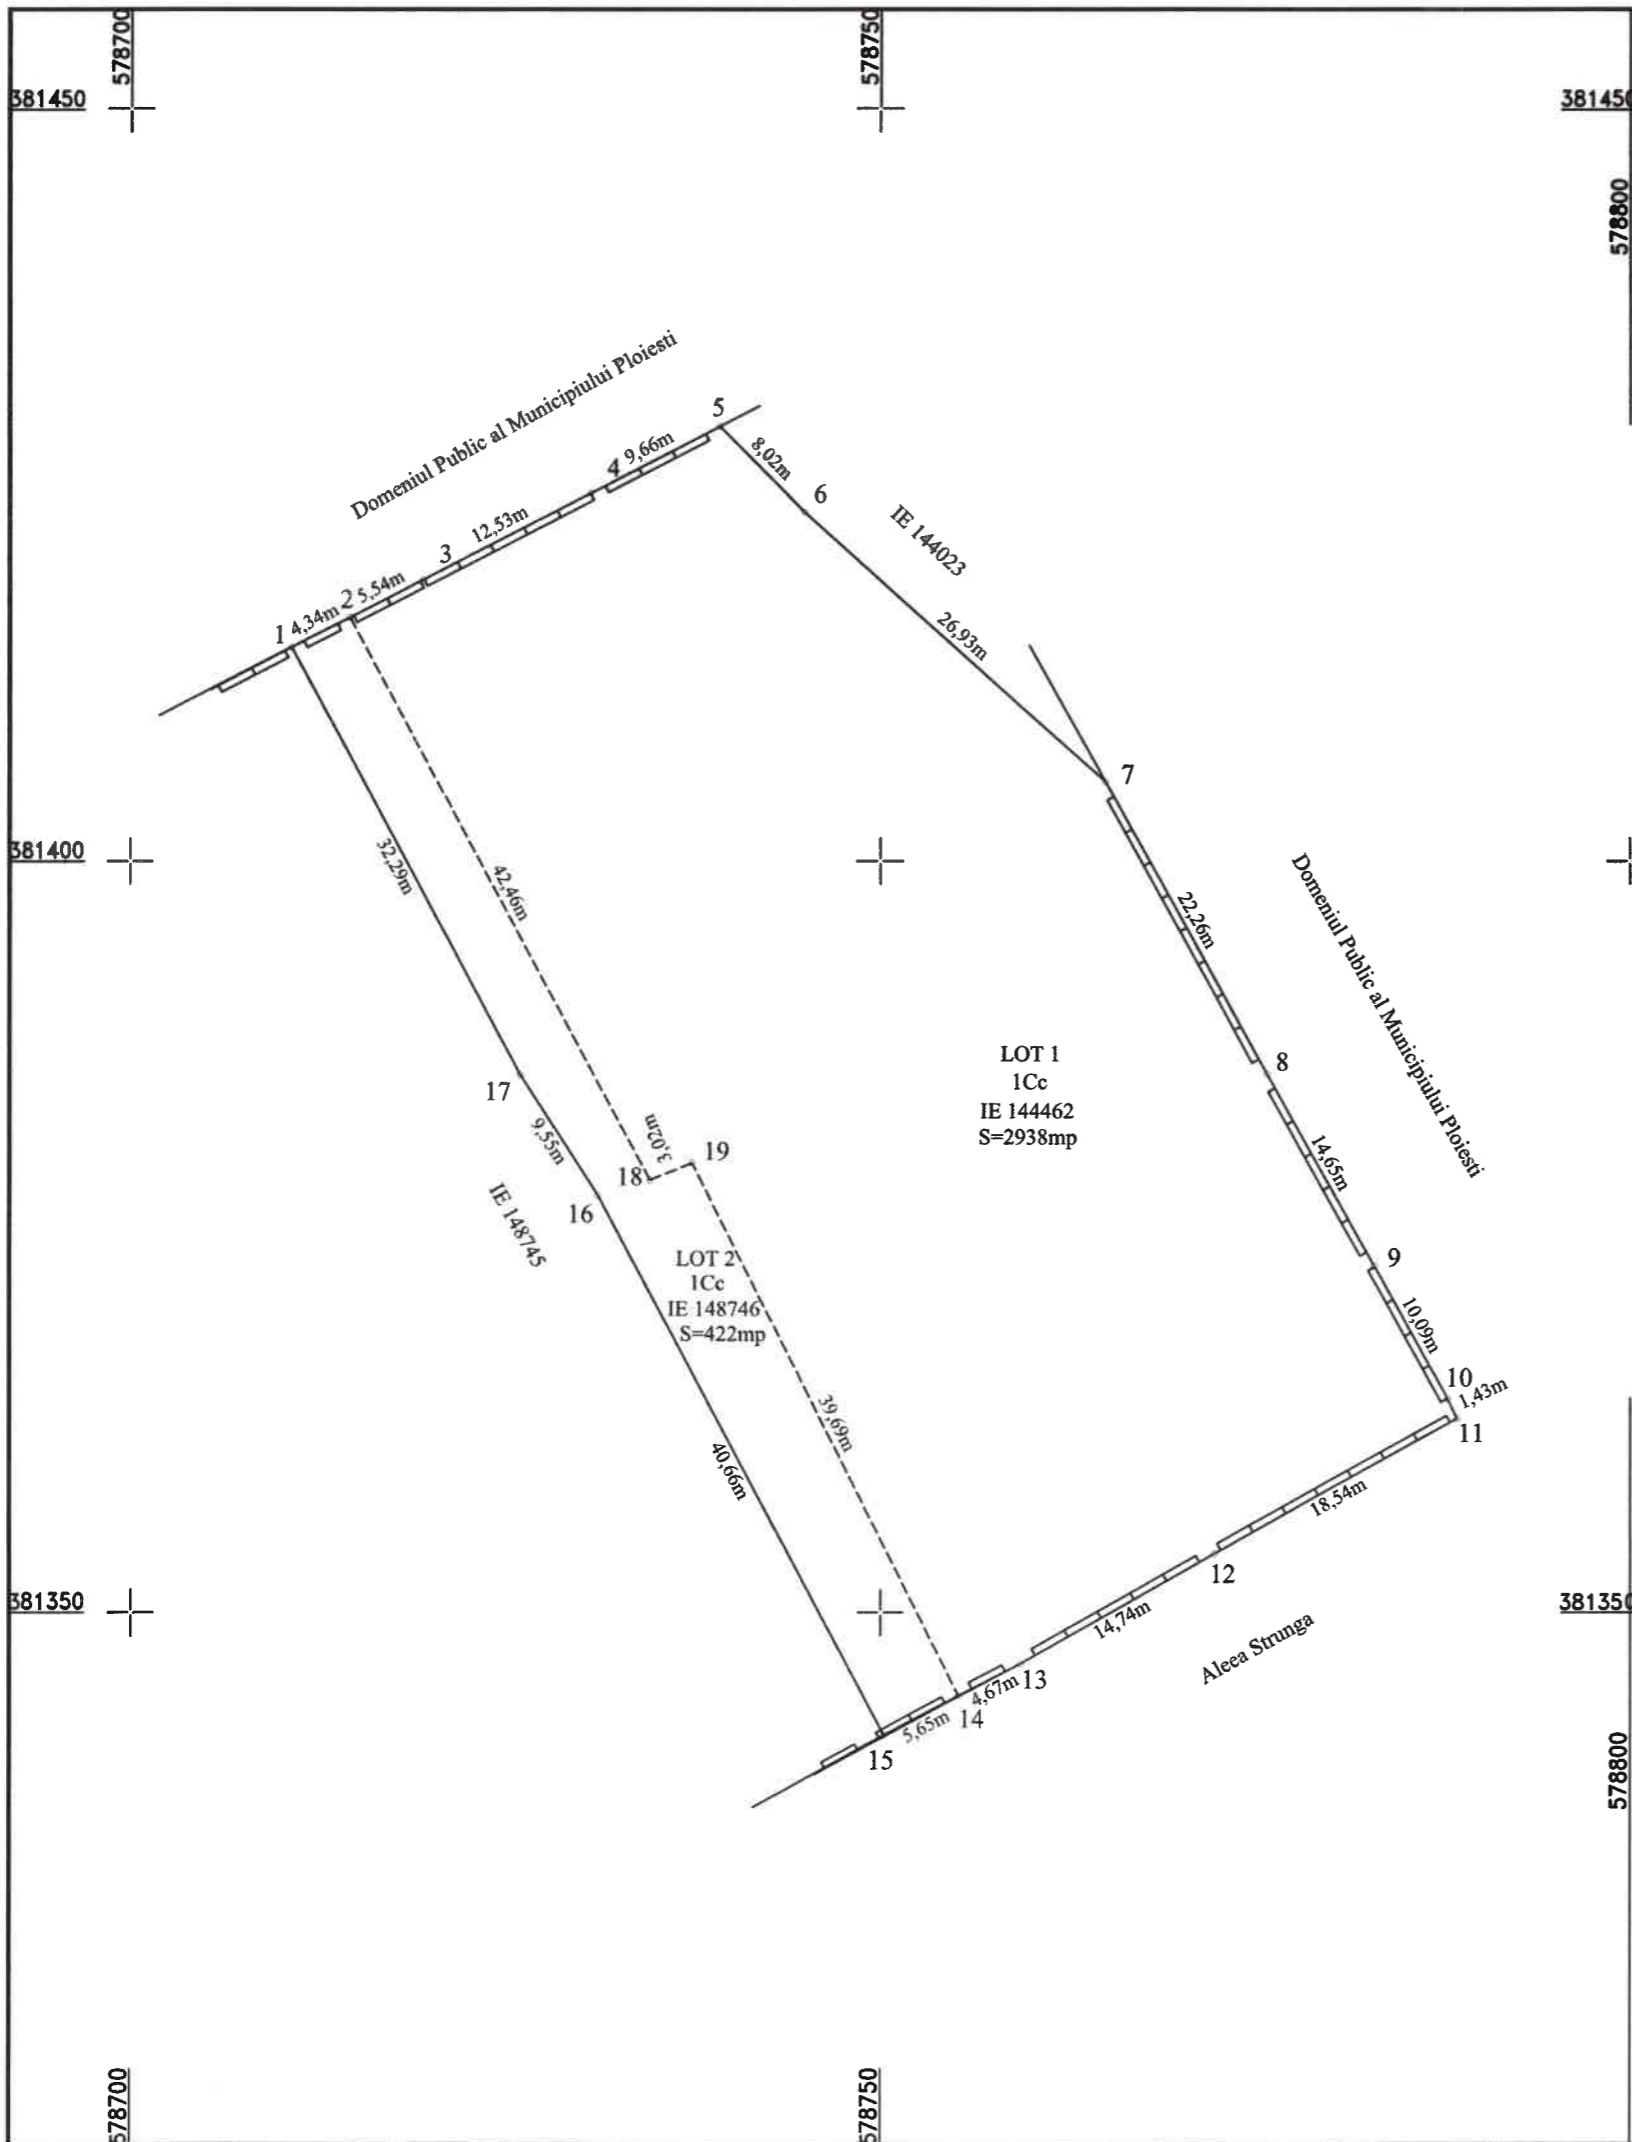 578700
578750
381450
381450
578800
Domeniul Public al Municipiului Ploiesti
5
9,66m
4
8,02m
6
12,53m
IE 144023
3
5,54m
2
4,34m
1
26,93m
7
381400
32,29m
42,46m
22,26m
Domeniul Public al Municipiului Ploiesti
LOT 1
1Cc
IE 144462
S=2938mp
8
17
9,55m
3,02m
19
14,65m
18
16
IE 148745
LOT 2
1Cc
IE 148746
S=422mp
9
10,09m
10
1,43m
11
39,69m
40,66m
18,54m
12
381350
381350
14,74m
Aleea Strunga
13
4,67m
14
5,65m
15
578800
578700
578750